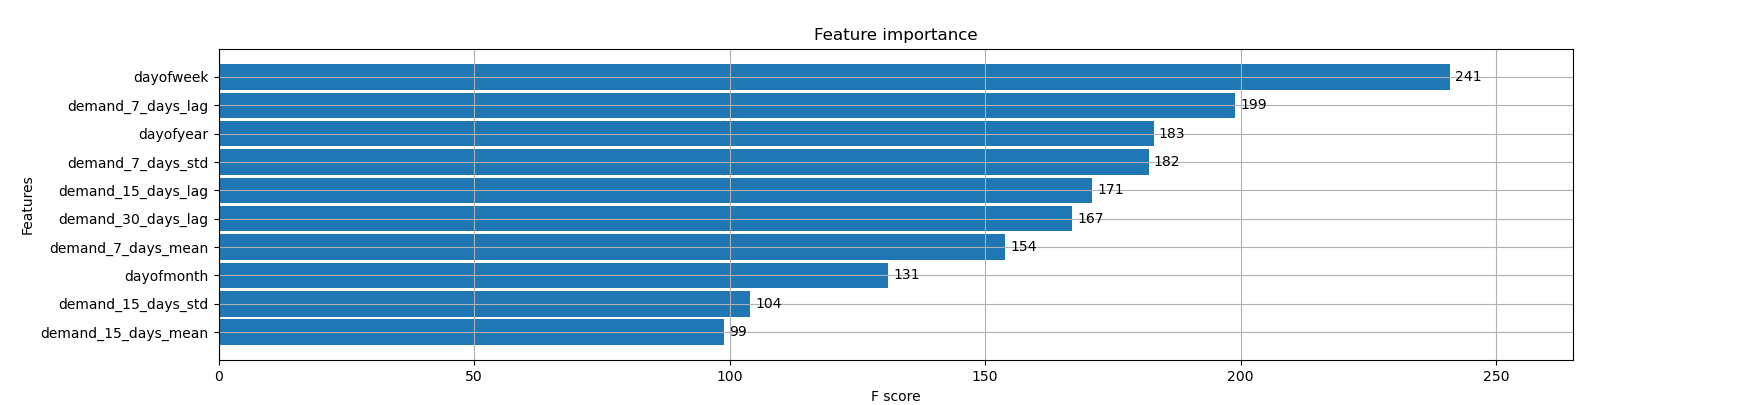 Feature importance
Features
dayofweek 241
demand_7_days_lag 199
dayofyear 183
demand_7_days_std 182
demand_15_days_lag 171
demand_30_days_lag 167
demand_7_days_mean 154
dayofmonth 131
demand_15_days_std 104
demand_15_days_mean 99
0 50 100 150 200 250
F score